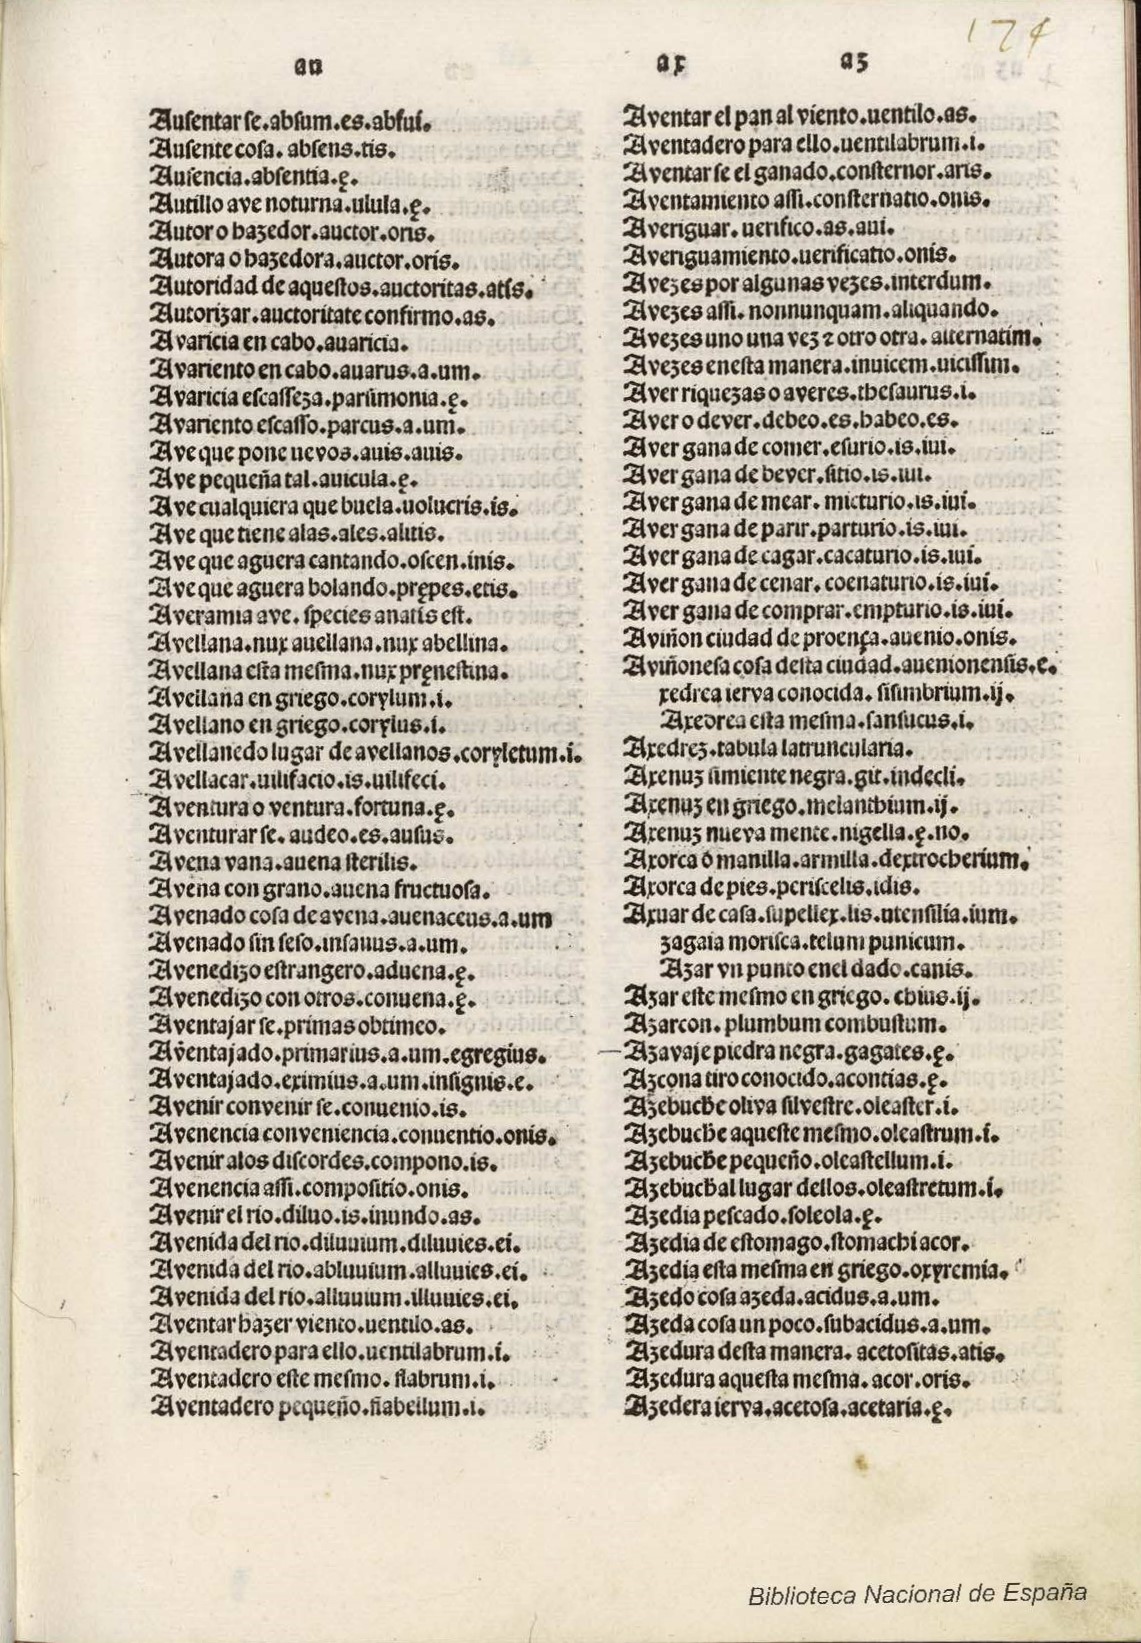 174
au
Ausentar se.absum.es.abfui.
Ausente cosa. absens.tis.
Ausencia.absentia.ę.
Autillo ave noturna.ulula.ę.
Autor o hazedor.auctor.oris.
Autora o hazedora.auctor.oris.
Autoridad de aquestos.auctoritas.atis.
Autorizar.auctoritate confirmo.as.
Avaricia en cabo.auaricia.
Avariento en cabo.auarus.a.um.
Avaricia escasseza.parsimonia.ę.
Avariento escasso.parcus.a.um.
Ave que pone uevos.auis.auis.
Ave pequeña tal.auicula.ę.
Ave cualquiera que buela.uolucris.is.
Ave que tiene alas.ales.alitis.
Ave que aguera cantando.oscen.inis.
Ave que aguera bolando.prępes.etis.
Averamia ave. species anatis est.
Avellana.nux auellana.nux abellina.
Avellana esta mesma.nux pręnestina.
Avellana en griego.corylum.i.
Avellano en griego.corylus.i.
Avellanedo lugar de avellanos.coryletum.i.
Avellacar.uilifacio.is.uilifeci.
Aventura o ventura.fortuna.ę.
Aventurar se. audeo.es.ausus.
Avena vana.auena sterilis.
Avena con grano.auena fructuosa.
Avenado cosa de avena.auenaceus.a.um
Avenado sin seso.insanus.a.um.
Avenedizo estrangero.aduena.ę.
Avenedizo con otros.conuena.ę.
Aventajar se.primas obtineo.
Aventajado.primarius.a.um.egregius.
Aventajado.eximius.a.um.insignis.e.
Avenir convenir se.conuenio.is.
Avenencia conveniencia.conuentio.onis.
Avenir alos discordes.compono.is.
Avenencia assi.compositio.onis.
Avenir el rio.diluo.is.inundo.as.
Avenida del rio.diluuium.diluuies.ei.
Avenida del rio.abluuium.alluuies.ei.
Avenida del rio.alluuium.illuuies.ei.
Aventar hazer viento.uentilo.as.
Aventadero para ello.uentilabrum.i.
Aventadero este mesmo. flabrum.i.
Aventadero pequeño.flabellum.i.
ax az
Aventar el pan al viento.uentilo.as.
Aventadero para ello.uentilabrum.i.
Aventar se el ganado.consternor.aris.
Aventamiento assi.consternatio.onis.
Averiguar. uerifico.as.aui.
Averiguamiento.uerificatio.onis.
Avezes por algunas vezes.interdum.
Avezes assi. nonnunquam.aliquando.
Avezes uno una vez ⁊ otro otra. alternatim.
Avezes enesta manera.inuicem.uicissim.
Aver riquezas o averes.thesaurus.i.
Aver o dever.debeo.es.habeo.es.
Aver gana de comer.esurio.is.iui.
Aver gana de bever.sitio.is.iui.
Aver gana de mear. micturio.is.iui.
Aver gana de parir.parturio.is.iui.
Aver gana de cagar.cacaturio.is.iui.
Aver gana de cenar. coenaturio.is.iui.
Aver gana de comprar.empturio.is.iui.
Aviñon ciudad de proença.auenio.onis.
Aviñonesa cosa desta ciudad.auenionensis.e.
xedrea ierva conocida. sisimbrium.ij.
Axedrea esta mesma.sansucus.i.
Axedrez.tabula latruncularia.
Axenuz simiente negra.git.indecli.
Axenuz en griego.melanthium.ij.
Axenuz nueva mente.nigella.ę.no.
Axorca o manilla.armilla.dextrocherium.
Axorca de pies.periscelis.idis.
Axuar de casa.supellex.lis.utensilia.ium.
zagaia morisca.telum punicum.
Azar vn punto enel dado.canis.
Azar este mesmo en griego. chius.ij.
Azarcon. plumbum combustum.
Azavaje piedra negra.gagates.ę.
Azcona tiro conocido.acontias.ę.
Azebuche oliva silvestre.oleaster.i.
Azebuche aqueste mesmo.oleastrum.i.
Azebuche pequeño.oleastellum.i.
Azebuchal lugar dellos.oleastretum.i.
Azedia pescado.soleola.ę.
Azedia de estomago.stomachi acor.
Azedia esta mesma en griego.oxyremia.
Azedo cosa azeda.acidus.a.um.
Azeda cosa un poco.subacidus.a.um.
Azedura desta manera. acetositas.atis.
Azedura aquesta mesma. acor.oris.
Azedera ierva.acetosa.acetaria.ę.
Biblioteca Nacional de España